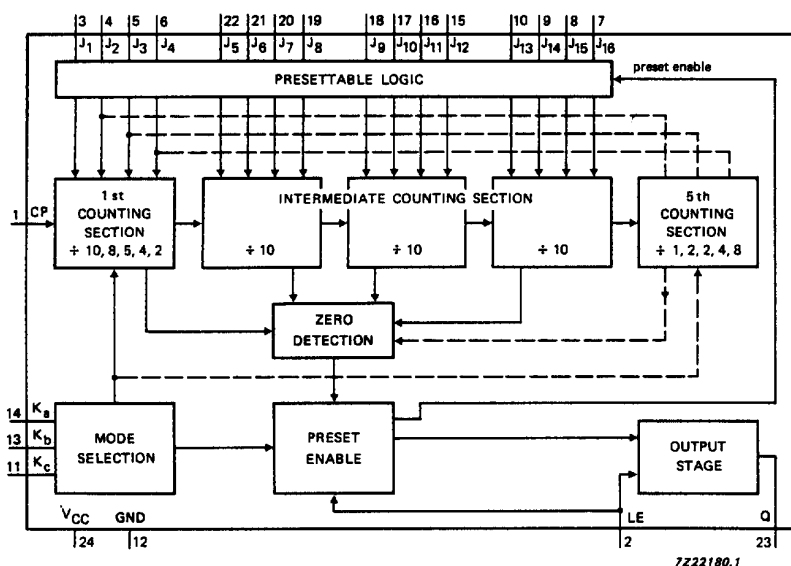 3 4 5 6 22 21 20 19 18 17 16 15 10 9 8 7
J1 J2 J3 J4 J5 J6 J7 J8 J9 J10 J11 J12 J13 J14 J15 J16
PRESETTABLE LOGIC
preset enable
1 CP
1st
COUNTING
SECTION
÷ 10, 8, 5, 4, 2
INTERMEDIATE COUNTING SECTION
÷ 10
÷ 10
÷ 10
5th
COUNTING
SECTION
÷ 1, 2, 2, 4, 8
ZERO
DETECTION
14 Ka
13 Kb
11 Kc
MODE
SELECTION
PRESET
ENABLE
OUTPUT
STAGE
VCC GND LE Q
24 12 2 23
7Z22180.1